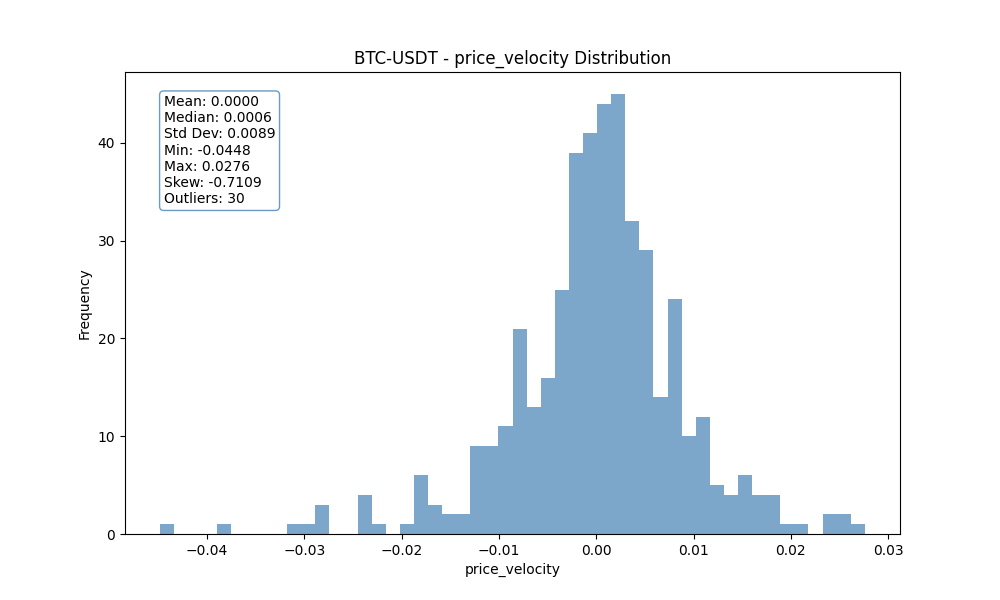 BTC-USDT - price_velocity Distribution
Mean: 0.0000
Median: 0.0006
Std Dev: 0.0089
Min: -0.0448
Max: 0.0276
Skew: -0.7109
Outliers: 30
Frequency
40
30
20
10
0
−0.04 −0.03 −0.02 −0.01 0.00 0.01 0.02 0.03
price_velocity